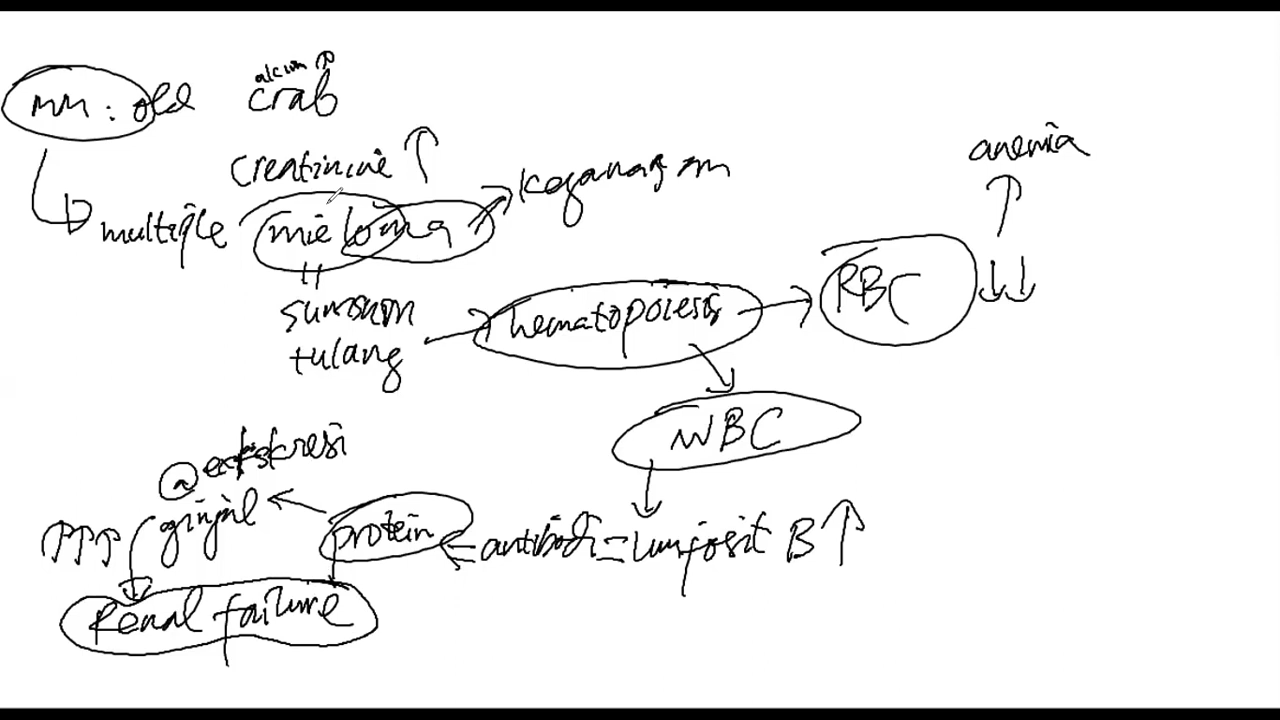 alcium ↑
MM : old crab
anemia
creatinine ↑
keganasan
multiple mieloma
sumsum
tulang
hematopoiesis
RBC ↓↓
WBC
@ ekskresi
ginjal
↑↑↑
protein
antibodi = Limfosit B ↑
Renal failure